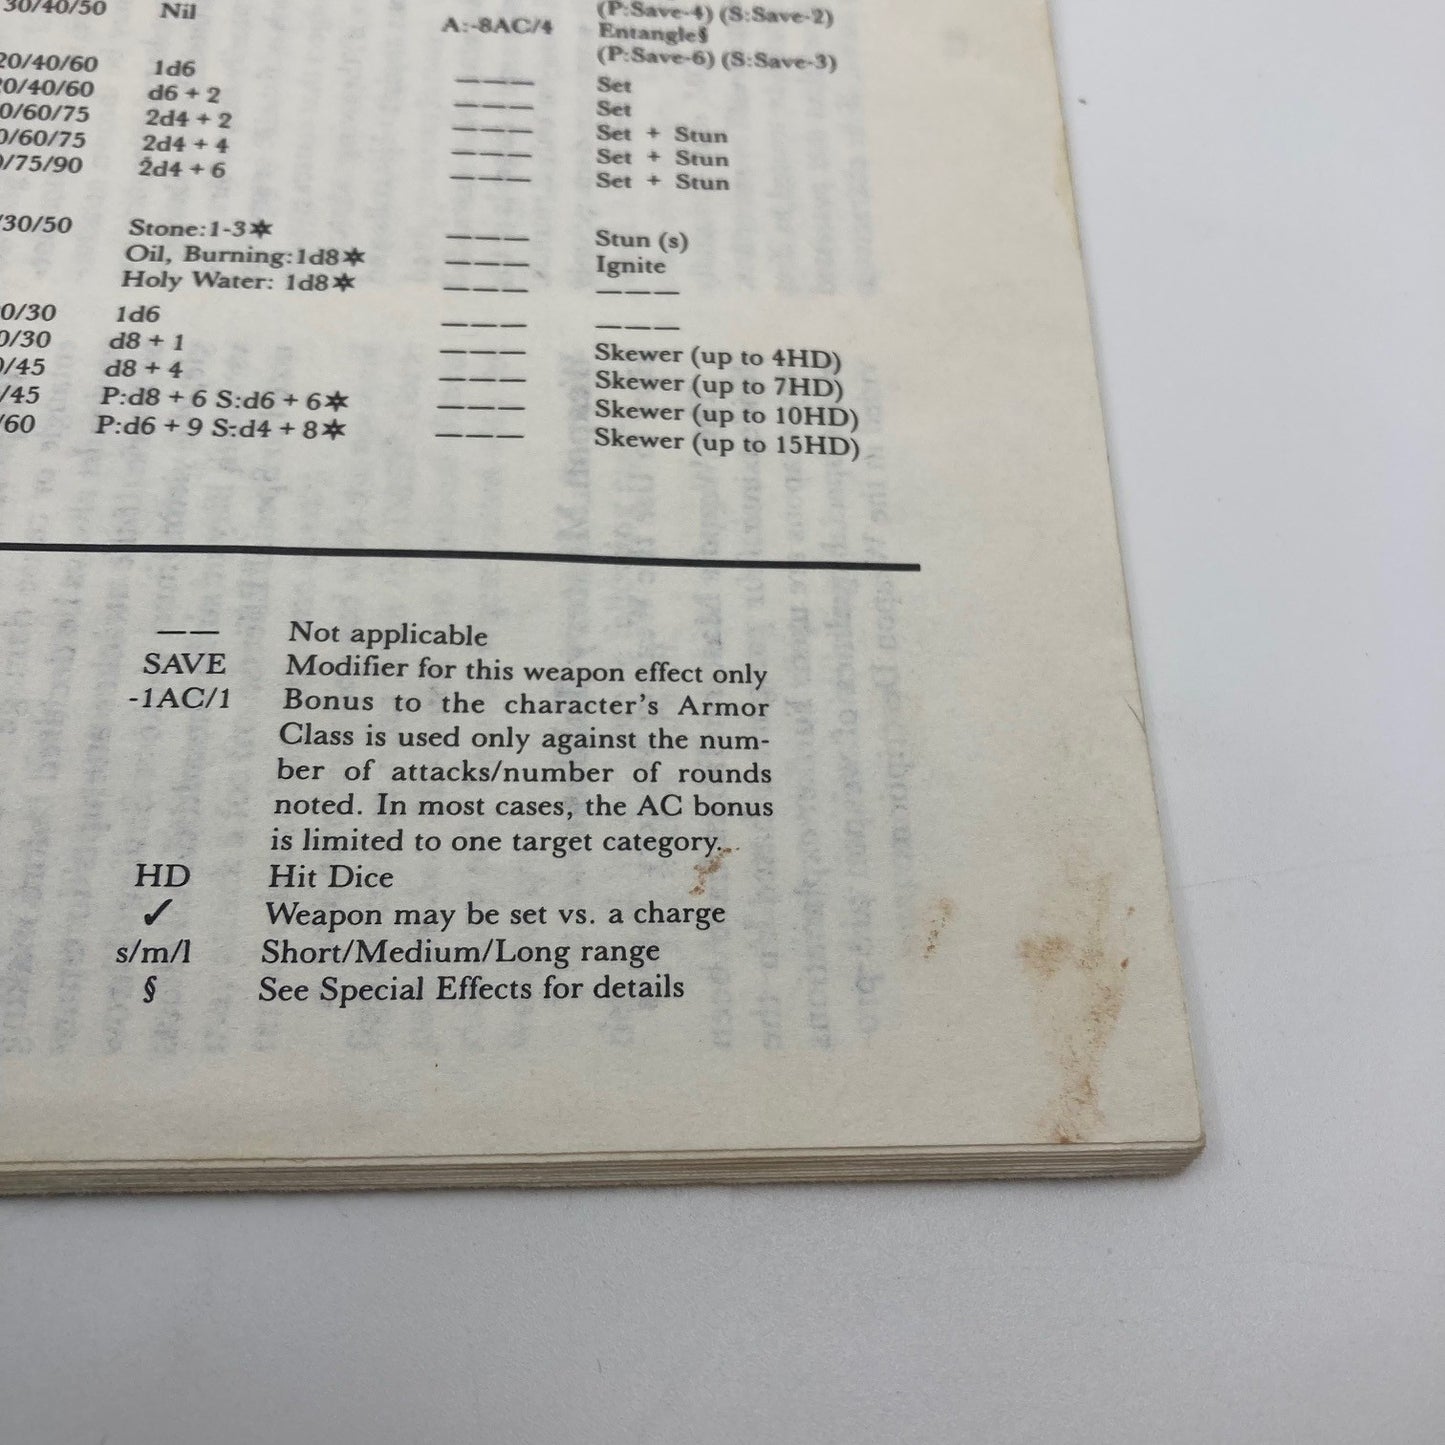 30/40/50 Nil A:-8AC/4 (P:Save-4) (S:Save-2)
Entangle§
(P:Save-6) (S:Save-3)
20/40/60 1d6 ——— Set
0/40/60 d6 + 2 ——— Set
0/60/75 2d4 + 2 ——— Set + Stun
0/60/75 2d4 + 4 ——— Set + Stun
/75/90 2d4 + 6 ——— Set + Stun
/30/50 Stone:1-3✶ ——— Stun (s)
Oil, Burning:1d8✶ ——— Ignite
Holy Water: 1d8✶ ——— ———
0/30 1d6 ——— ———
0/30 d8 + 1 ——— Skewer (up to 4HD)
/45 d8 + 4 ——— Skewer (up to 7HD)
/45 P:d8 + 6 S:d6 + 6✶ ——— Skewer (up to 10HD)
/60 P:d6 + 9 S:d4 + 8✶ ——— Skewer (up to 15HD)
—— Not applicable
SAVE Modifier for this weapon effect only
-1AC/1 Bonus to the character's Armor
Class is used only against the num-
ber of attacks/number of rounds
noted. In most cases, the AC bonus
is limited to one target category.
HD Hit Dice
✓ Weapon may be set vs. a charge
s/m/l Short/Medium/Long range
§ See Special Effects for details